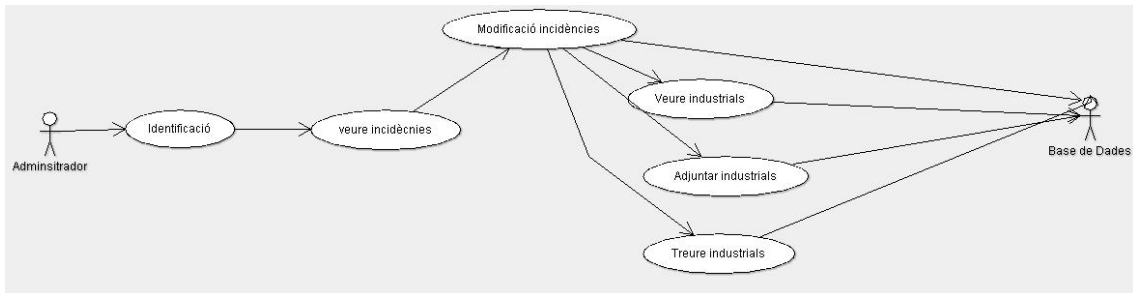 Modificació incidències
Veure industrials
Identificació
veure incidècnies
Adminsitrador
Base de Dades
Adjuntar industrials
Treure industrials